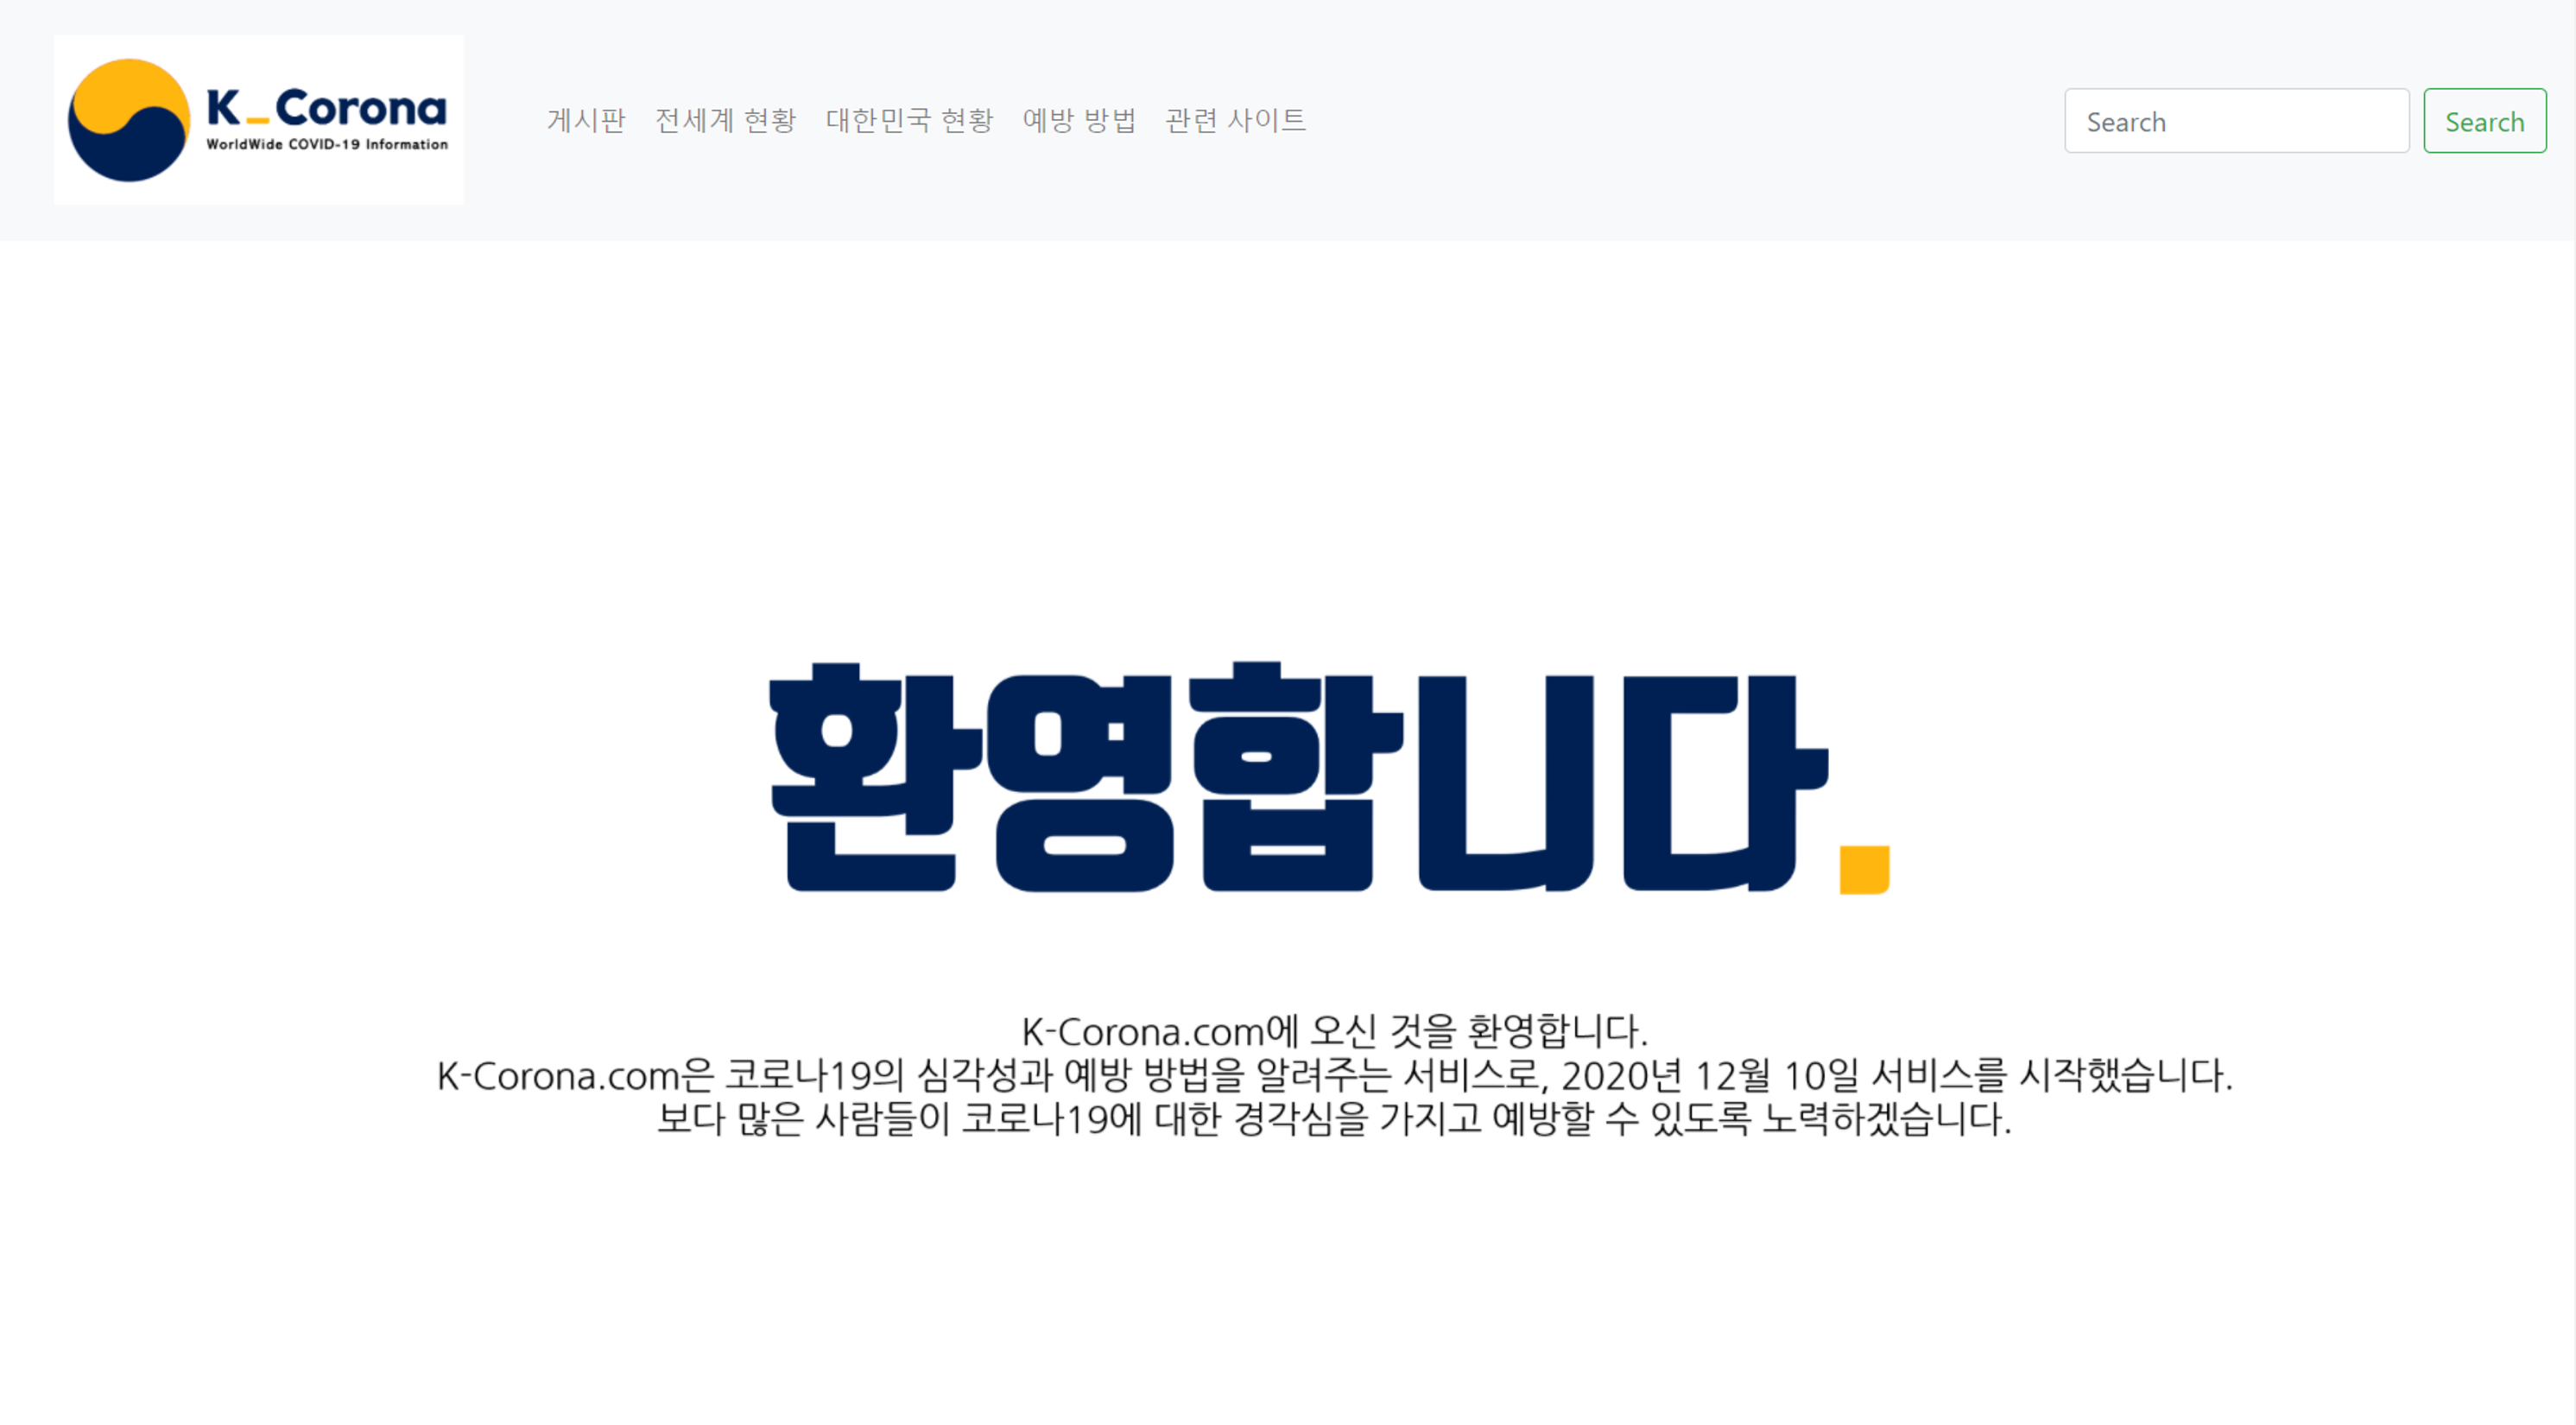 K_Corona
WorldWide COVID-19 Information
게시판 전세계 현황 대한민국 현황 예방 방법 관련 사이트
Search Search
환영합니다.
K-Corona.com에 오신 것을 환영합니다.
K-Corona.com은 코로나19의 심각성과 예방 방법을 알려주는 서비스로, 2020년 12월 10일 서비스를 시작했습니다.
보다 많은 사람들이 코로나19에 대한 경각심을 가지고 예방할 수 있도록 노력하겠습니다.